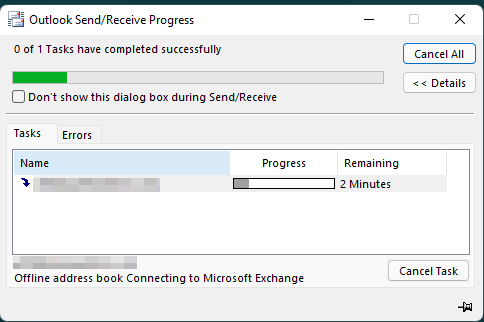 Outlook Send/Receive Progress
0 of 1 Tasks have completed successfully
Cancel All
<< Details
Don't show this dialog box during Send/Receive
Tasks
Errors
Name
Progress
Remaining
2 Minutes
Offline address book Connecting to Microsoft Exchange
Cancel Task